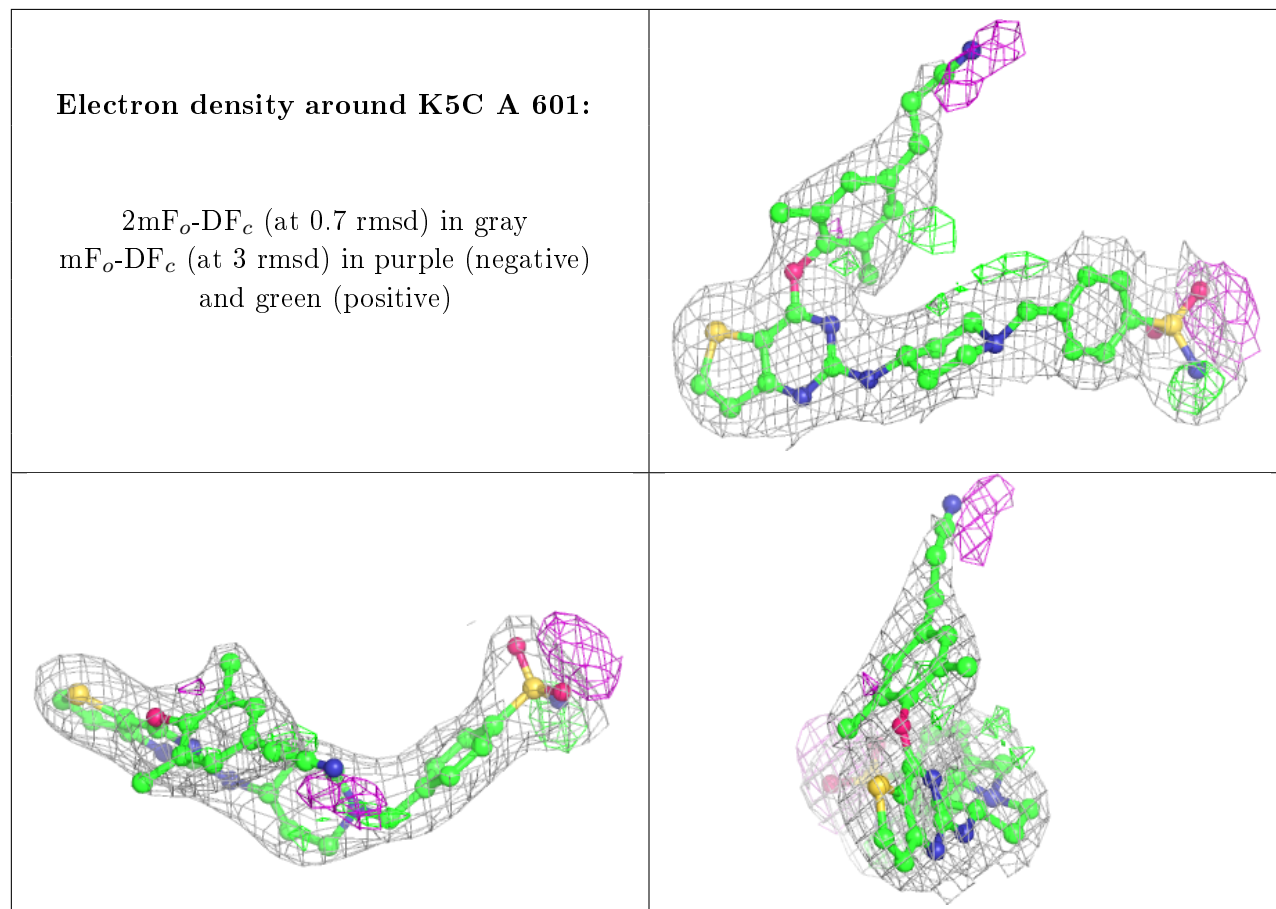 Electron density around K5C A 601:
2mFo-DFc (at 0.7 rmsd) in gray
mFo-DFc (at 3 rmsd) in purple (negative)
and green (positive)